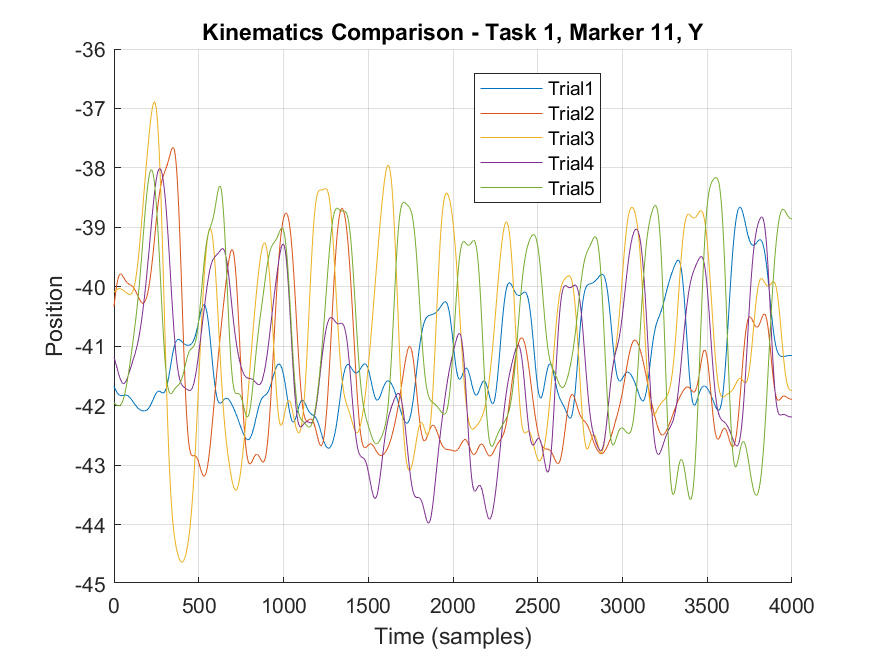 Kinematics Comparison - Task 1, Marker 11, Y
-36
-37
-38
-39
-40
-41
-42
-43
-44
-45
Position
Trial1
Trial2
Trial3
Trial4
Trial5
0 500 1000 1500 2000 2500 3000 3500 4000
Time (samples)